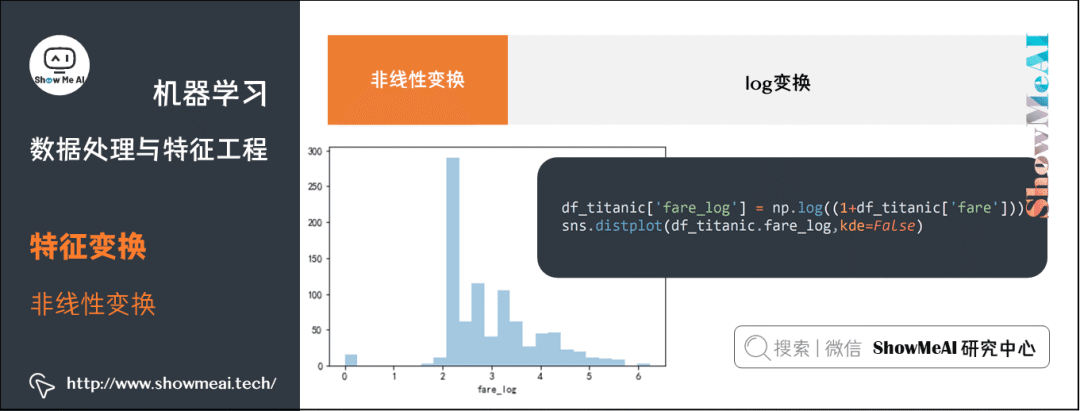 AI
Show Me AI
机器学习
数据处理与特征工程
特征变换
非线性变换
http://www.showmeai.tech/
非线性变换
log变换
ShowMeAI
300
250
200
150
100
50
0
0 1 2 3 4 5 6
fare_log
df_titanic['fare_log'] = np.log((1+df_titanic['fare']))
sns.distplot(df_titanic.fare_log,kde=False)
搜索 | 微信 ShowMeAI 研究中心